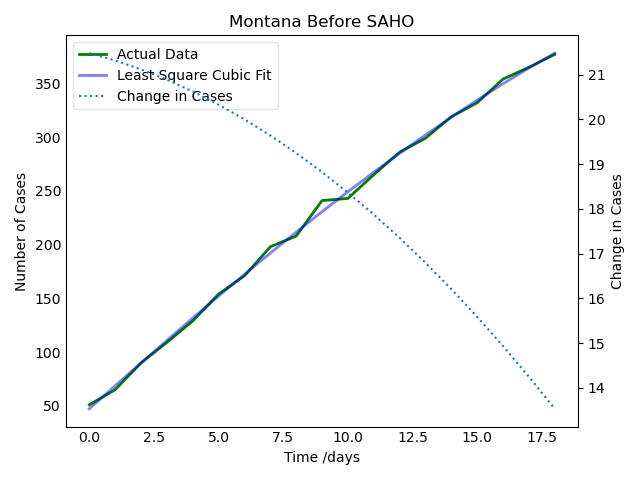 Montana Before SAHO
Actual Data
Least Square Cubic Fit
Change in Cases
350
300
250
200
150
100
50
Number of Cases
21
20
19
18
17
16
15
14
Change in Cases
0.0 2.5 5.0 7.5 10.0 12.5 15.0 17.5
Time /days